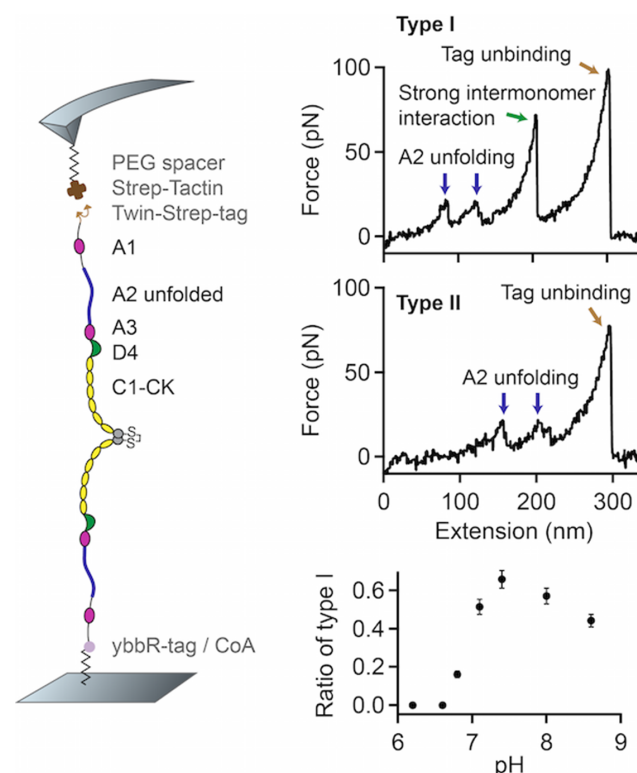 PEG spacer
Strep-Tactin
Twin-Strep-tag
A1
A2 unfolded
A3
D4
C1-CK
S
S
ybbR-tag / CoA
Type I
Tag unbinding
Strong intermonomer
interaction
A2 unfolding
Force (pN)
100
50
0
Type II
Tag unbinding
A2 unfolding
Force (pN)
100
50
0
0 100 200 300
Extension (nm)
Ratio of type I
0.6
0.4
0.2
0.0
6 7 8 9
pH